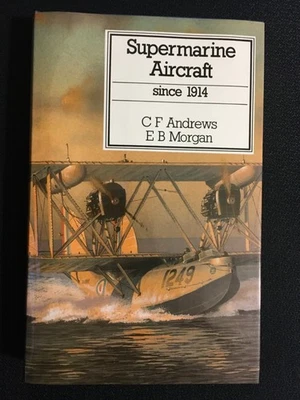 Supermarine
Aircraft
since 1914
C F Andrews
E B Morgan
1249